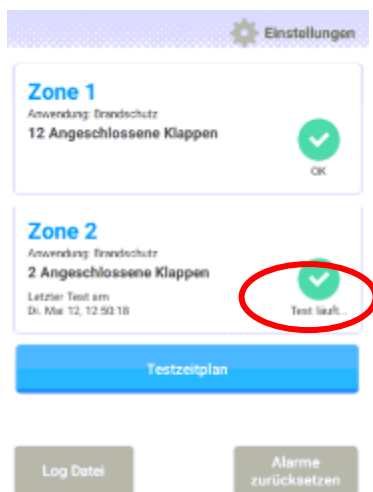 Einstellungen
Zone 1
Anwendung: Brandschutz
12 Angeschlossene Klappen
OK
Zone 2
Anwendung: Brandschutz
2 Angeschlossene Klappen
Letzter Test am
Di. Mai 12, 12:50:18
Test läuft...
Testzeitplan
Log Datei
Alarme
zurücksetzen